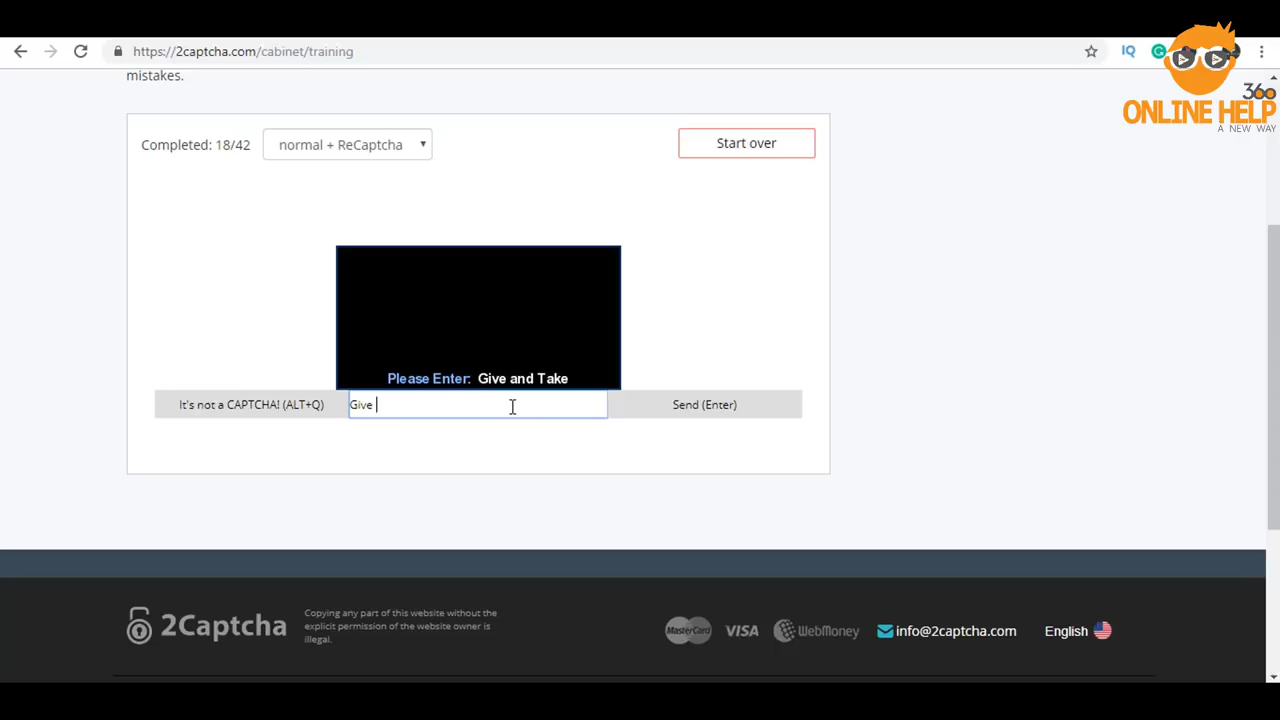 https://2captcha.com/cabinet/training
IQ
360
ONLINE HELP
A NEW WAY
mistakes.
Completed: 18/42
normal + ReCaptcha
Start over
Please Enter: Give and Take
It's not a CAPTCHA! (ALT+Q)
Give
Send (Enter)
2Captcha
Copying any part of this website without the
explicit permission of the website owner is
illegal.
MasterCard
VISA
WebMoney
info@2captcha.com
English